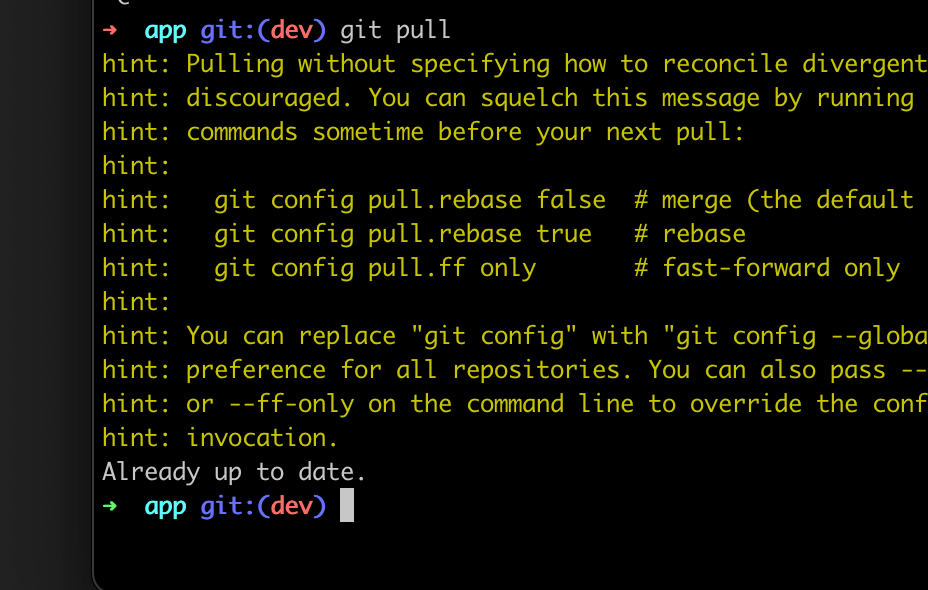 ➜ app git:(dev) git pull
hint: Pulling without specifying how to reconcile divergent
hint: discouraged. You can squelch this message by running
hint: commands sometime before your next pull:
hint:
hint:   git config pull.rebase false  # merge (the default
hint:   git config pull.rebase true   # rebase
hint:   git config pull.ff only       # fast-forward only
hint:
hint: You can replace "git config" with "git config --globa
hint: preference for all repositories. You can also pass --
hint: or --ff-only on the command line to override the conf
hint: invocation.
Already up to date.
➜ app git:(dev)